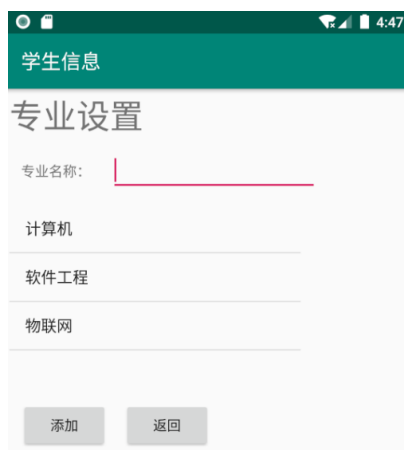 4:47
学生信息
专业设置
专业名称:
计算机
软件工程
物联网
添加 返回